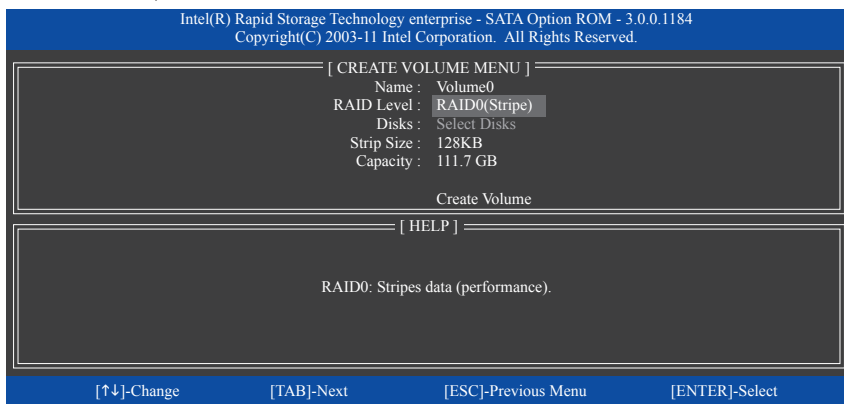 Intel(R) Rapid Storage Technology enterprise - SATA Option ROM - 3.0.0.1184
Copyright(C) 2003-11 Intel Corporation. All Rights Reserved.
[ CREATE VOLUME MENU ]
Name : Volume0
RAID Level : RAID0(Stripe)
Disks : Select Disks
Strip Size : 128KB
Capacity : 111.7 GB
Create Volume
[ HELP ]
RAID0: Stripes data (performance).
[↑↓]-Change [TAB]-Next [ESC]-Previous Menu [ENTER]-Select